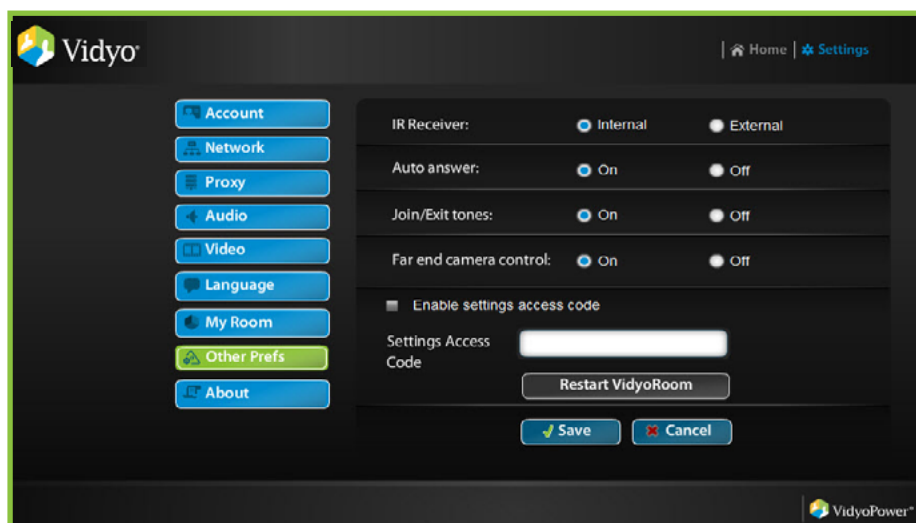 Vidyo®
Home
Settings
Account
Network
Proxy
Audio
Video
Language
My Room
Other Prefs
About
IR Receiver: Internal External
Auto answer: On Off
Join/Exit tones: On Off
Far end camera control: On Off
Enable settings access code
Settings Access
Code
Restart VidyoRoom
Save Cancel
VidyoPower™